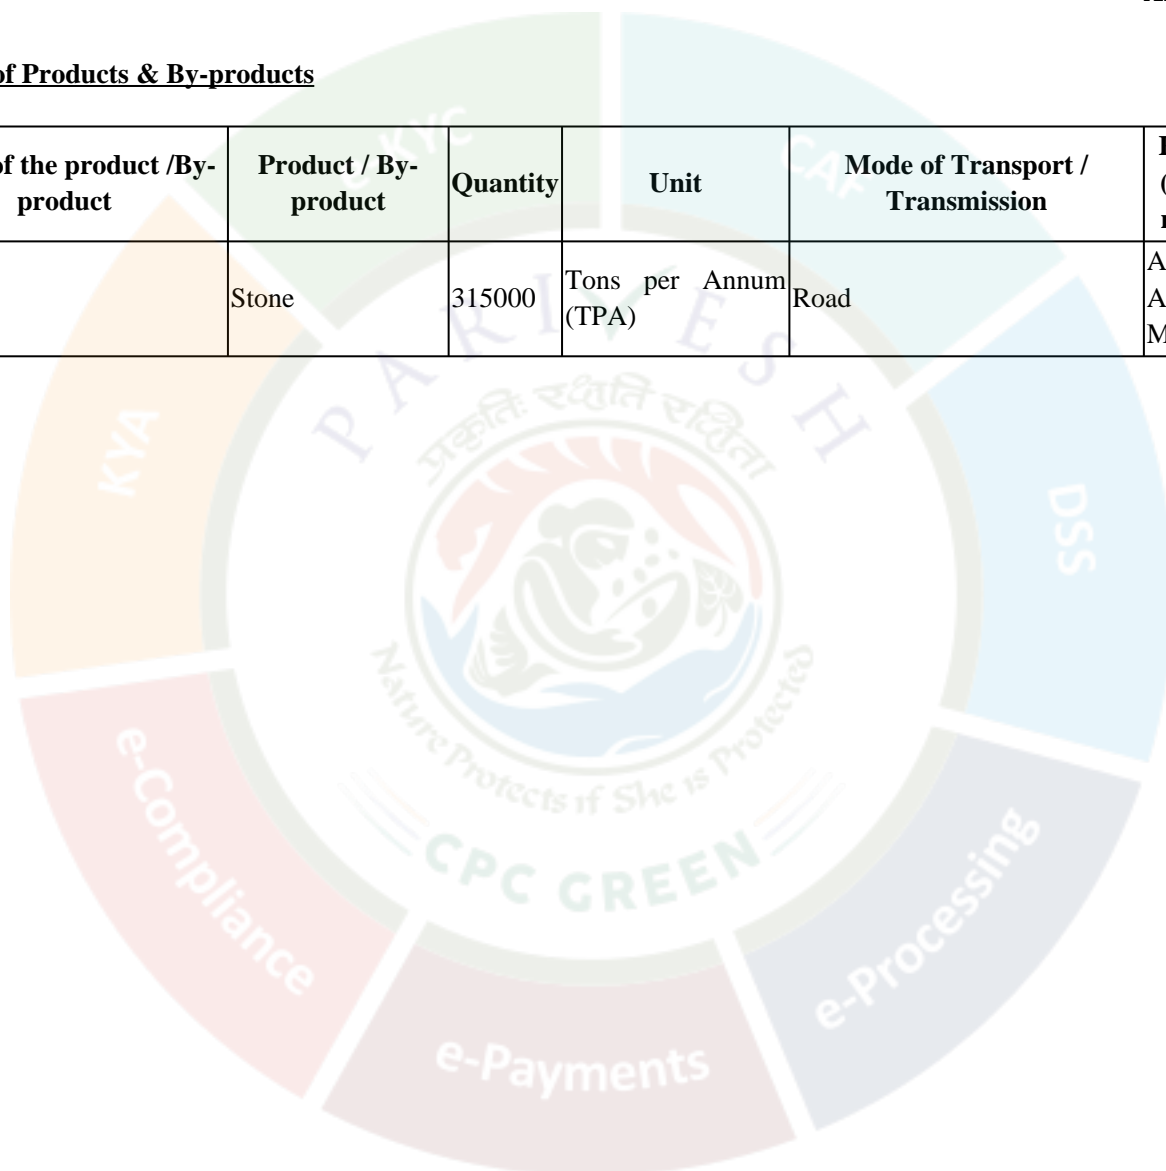 of Products & By-products
of the product /By-product
Product / By-product
Quantity
Unit
Mode of Transport / Transmission
Stone
315000
Tons per Annum (TPA)
Road
A
A
M
e-KYC
CAF
KYA
DSS
PARIVESH
प्रकृतिः रक्षति रक्षिता
Nature Protects if She is Protected
CPC GREEN
e-Compliance
e-Processing
e-Payments